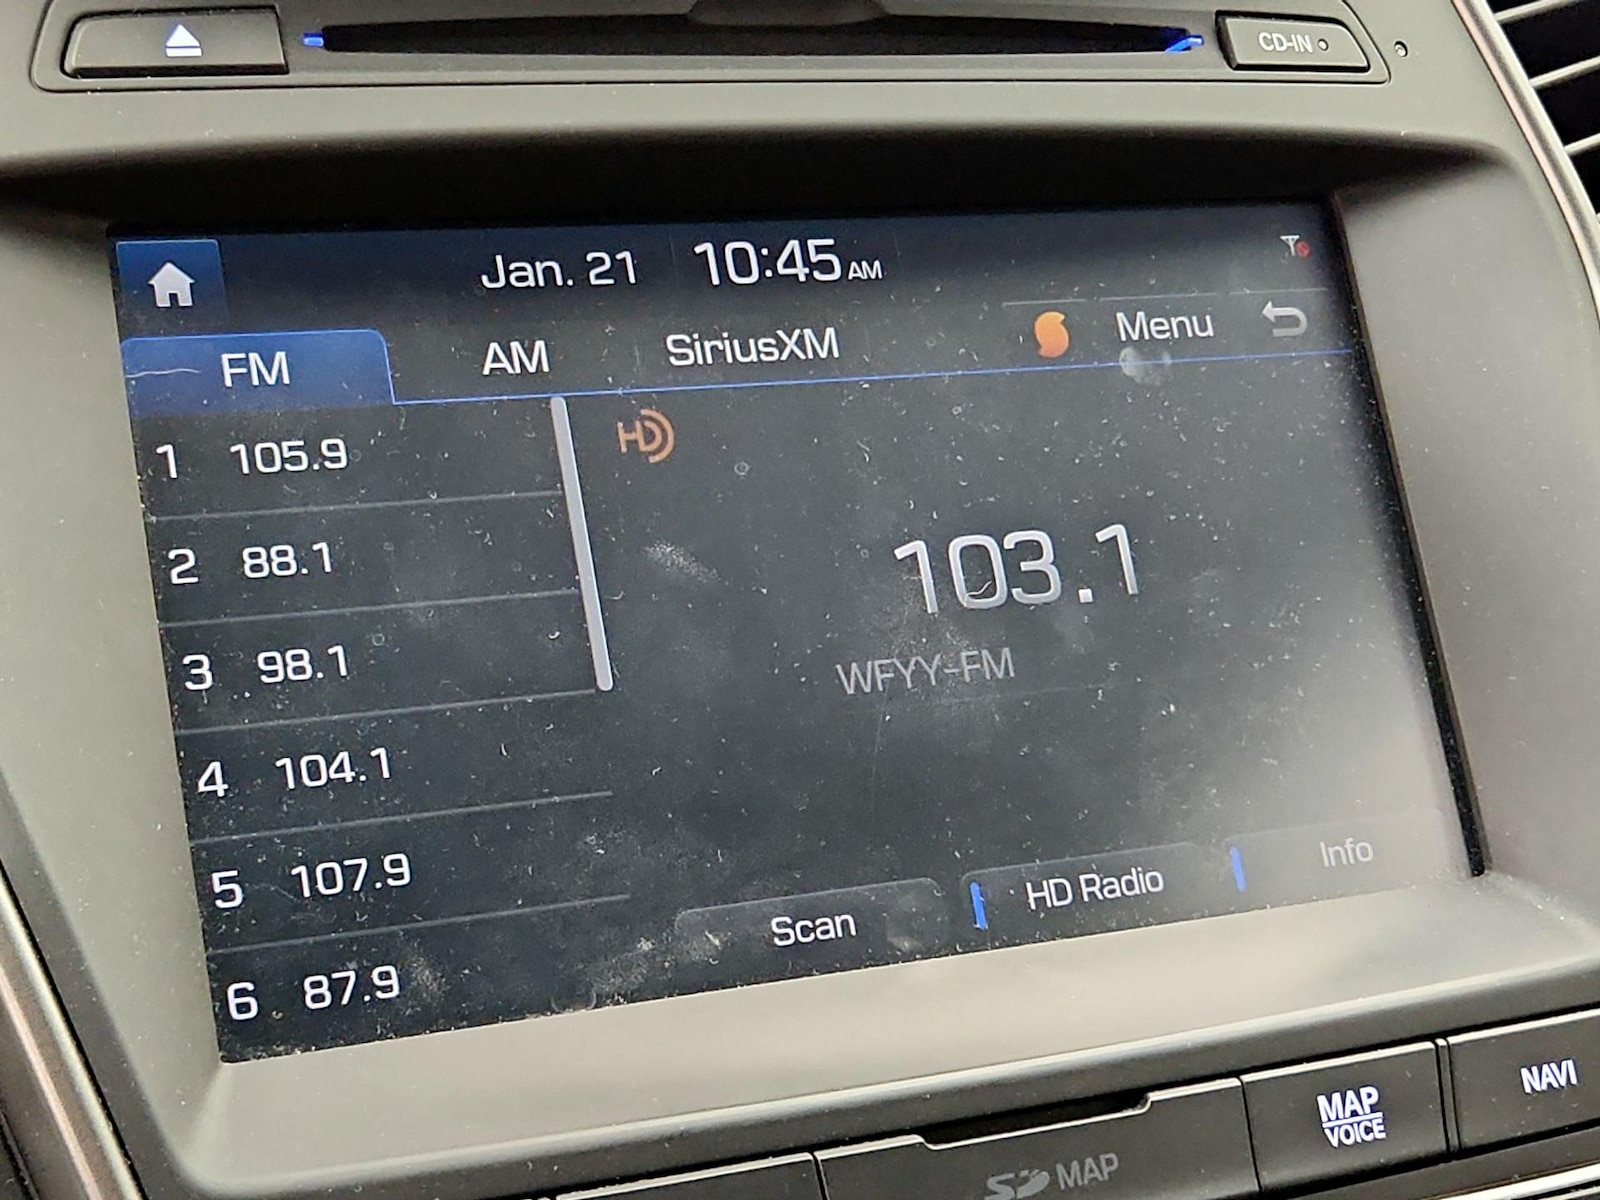 CD-IN
Jan. 21 10:45 AM
FM AM SiriusXM Menu
HD
1 105.9
2 88.1
3 98.1
4 104.1
5 107.9
6 87.9
103.1
WFYY-FM
Scan HD Radio Info
SD MAP
MAP
VOICE
NAVI